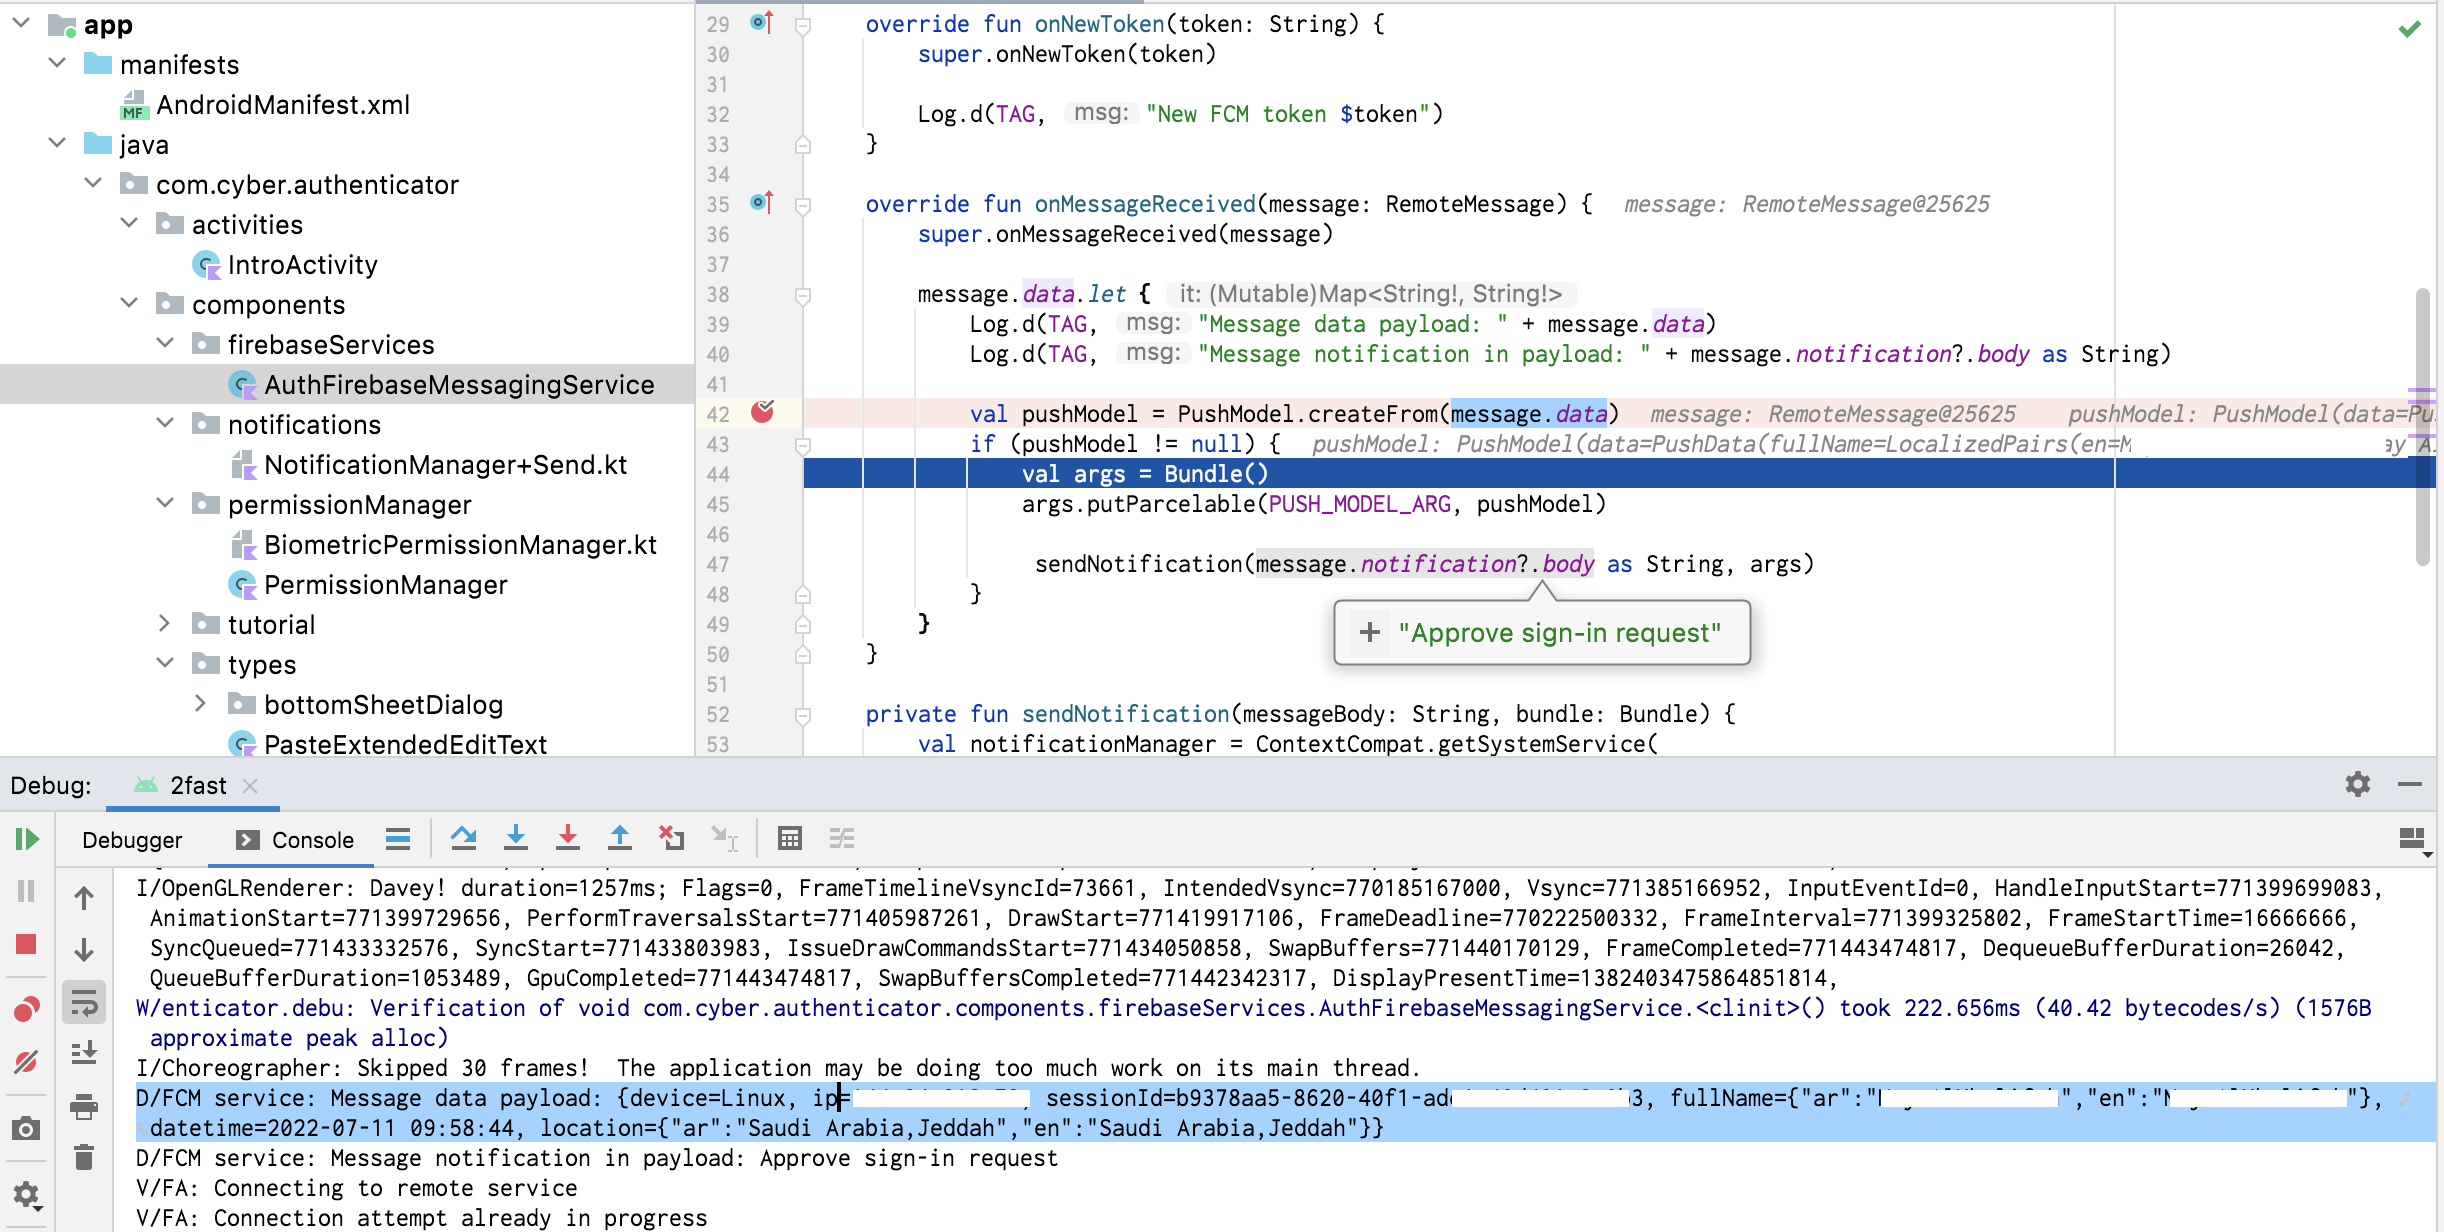 app
manifests
AndroidManifest.xml
java
com.cyber.authenticator
activities
IntroActivity
components
firebaseServices
AuthFirebaseMessagingService
notifications
NotificationManager+Send.kt
permissionManager
BiometricPermissionManager.kt
PermissionManager
tutorial
types
bottomSheetDialog
PasteExtendedEditText
29 override fun onNewToken(token: String) {
30 super.onNewToken(token)
31
32 Log.d(TAG, msg: "New FCM token $token")
33 }
34
35 override fun onMessageReceived(message: RemoteMessage) { message: RemoteMessage@25625
36 super.onMessageReceived(message)
37
38 message.data.let { it: (Mutable)Map<String!, String!>
39 Log.d(TAG, msg: "Message data payload: " + message.data)
40 Log.d(TAG, msg: "Message notification in payload: " + message.notification?.body as String)
41
42 val pushModel = PushModel.createFrom(message.data) message: RemoteMessage@25625 pushModel: PushModel(data=Pu
43 if (pushModel != null) { pushModel: PushModel(data=PushData(fullName=LocalizedPairs(en=M
44 val args = Bundle()
45 args.putParcelable(PUSH_MODEL_ARG, pushModel)
46
47 sendNotification(message.notification?.body as String, args)
48 }
49 }
50 }
51
52 private fun sendNotification(messageBody: String, bundle: Bundle) {
53 val notificationManager = ContextCompat.getSystemService(
+ "Approve sign-in request"
Debug: 2fast
Debugger Console
I/OpenGLRenderer: Davey! duration=1257ms; Flags=0, FrameTimelineVsyncId=73661, IntendedVsync=770185167000, Vsync=771385166952, InputEventId=0, HandleInputStart=771399699083,
AnimationStart=771399729656, PerformTraversalsStart=771405987261, DrawStart=771419917106, FrameDeadline=770222500332, FrameInterval=771399325802, FrameStartTime=16666666,
SyncQueued=771433332576, SyncStart=771433803983, IssueDrawCommandsStart=771434050858, SwapBuffers=771440170129, FrameCompleted=771443474817, DequeueBufferDuration=26042,
QueueBufferDuration=1053489, GpuCompleted=771443474817, SwapBuffersCompleted=771442342317, DisplayPresentTime=1382403475864851814,
W/enticator.debu: Verification of void com.cyber.authenticator.components.firebaseServices.AuthFirebaseMessagingService.<clinit>() took 222.656ms (40.42 bytecodes/s) (1576B
approximate peak alloc)
I/Choreographer: Skipped 30 frames!  The application may be doing too much work on its main thread.
D/FCM service: Message data payload: {device=Linux, ip= , sessionId=b9378aa5-8620-40f1-ad 3, fullName={"ar":" ","en":" "},
datetime=2022-07-11 09:58:44, location={"ar":"Saudi Arabia,Jeddah","en":"Saudi Arabia,Jeddah"}}
D/FCM service: Message notification in payload: Approve sign-in request
V/FA: Connecting to remote service
V/FA: Connection attempt already in progress